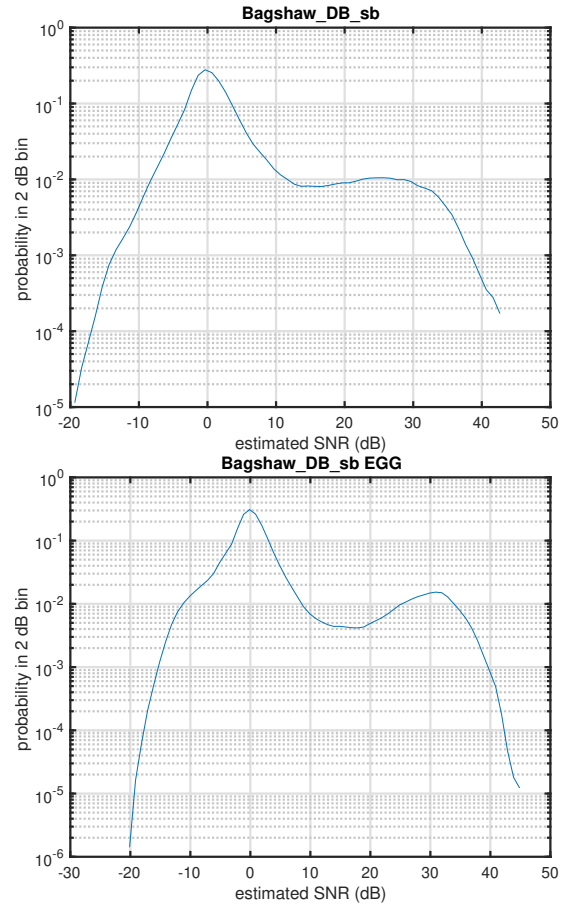 Bagshaw_DB_sb
probability in 2 dB bin
10^0
10^-1
10^-2
10^-3
10^-4
10^-5
-20 -10 0 10 20 30 40 50
estimated SNR (dB)
Bagshaw_DB_sb EGG
probability in 2 dB bin
10^0
10^-1
10^-2
10^-3
10^-4
10^-5
10^-6
-30 -20 -10 0 10 20 30 40 50
estimated SNR (dB)